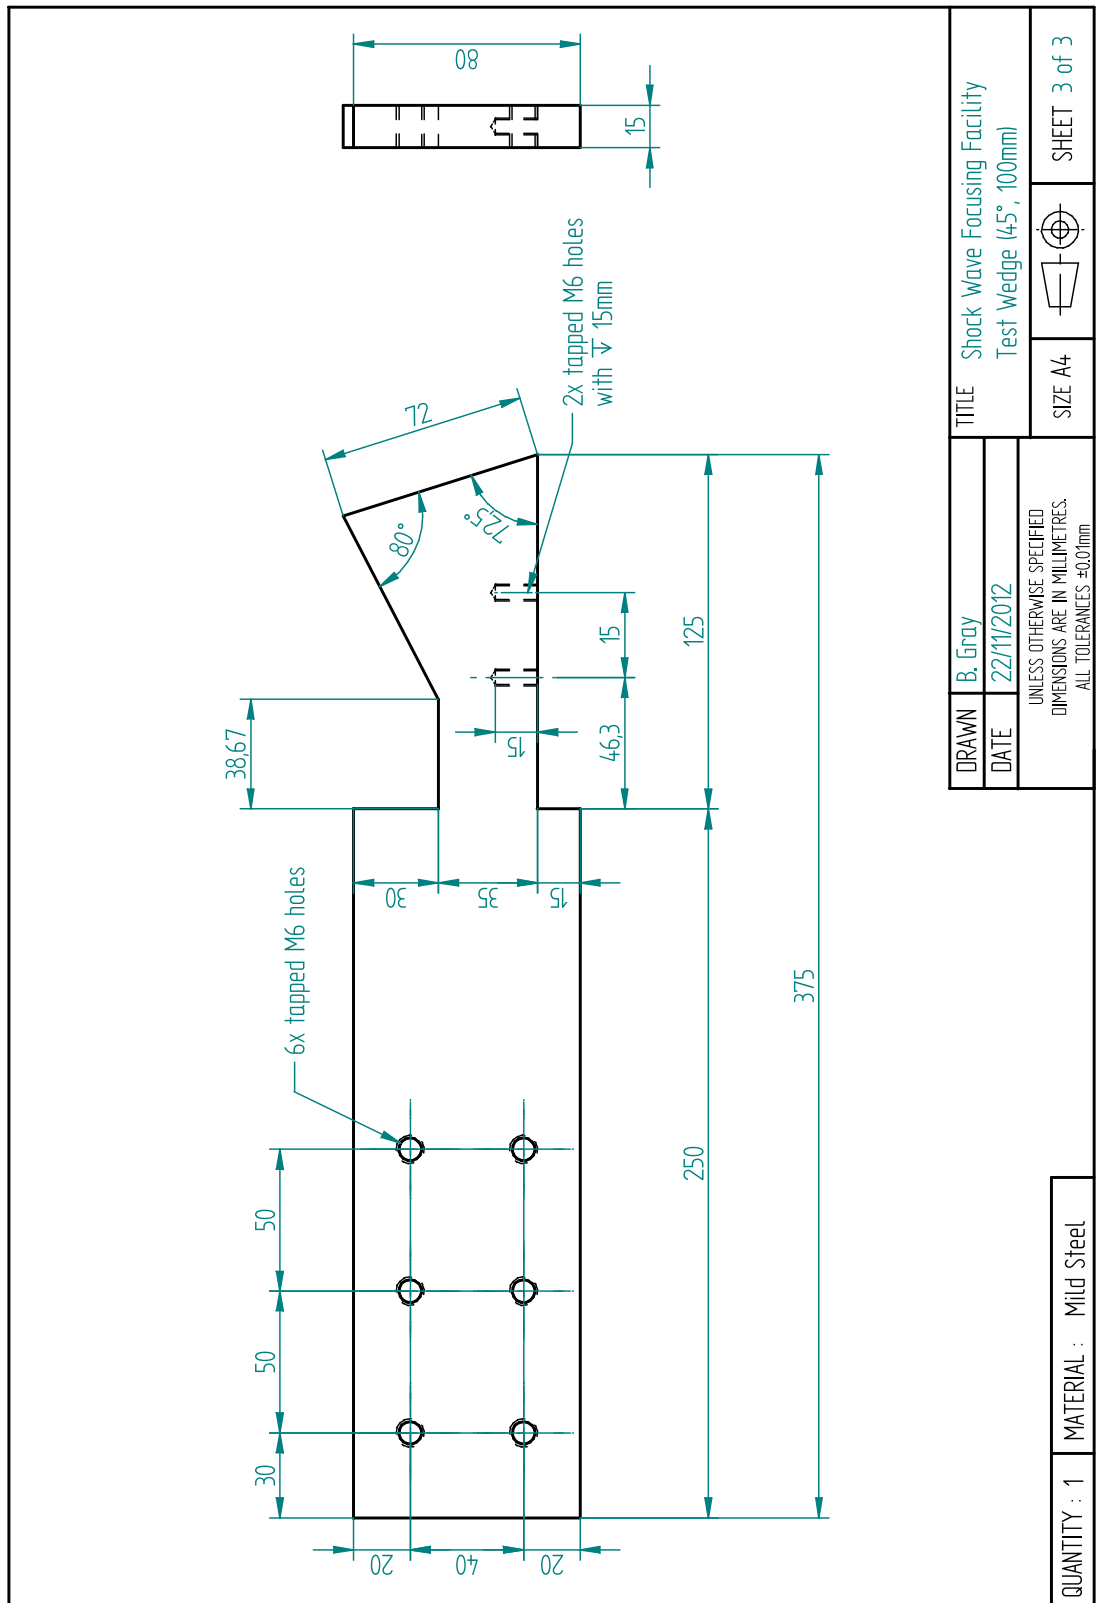 80
15
2x tapped M6 holes
with ↧ 15mm
72
80°
72,5°
38,67
15
15
46,3
125
30
35
15
6x tapped M6 holes
375
250
50
50
30
20
40
20
DRAWN B. Gray
DATE 22/11/2012
UNLESS OTHERWISE SPECIFIED
DIMENSIONS ARE IN MILLIMETRES.
ALL TOLERANCES ±0.01mm
TITLE Shock Wave Focusing Facility
Test Wedge (45°, 100mm)
SIZE A4
SHEET 3 of 3
QUANTITY : 1
MATERIAL : Mild Steel